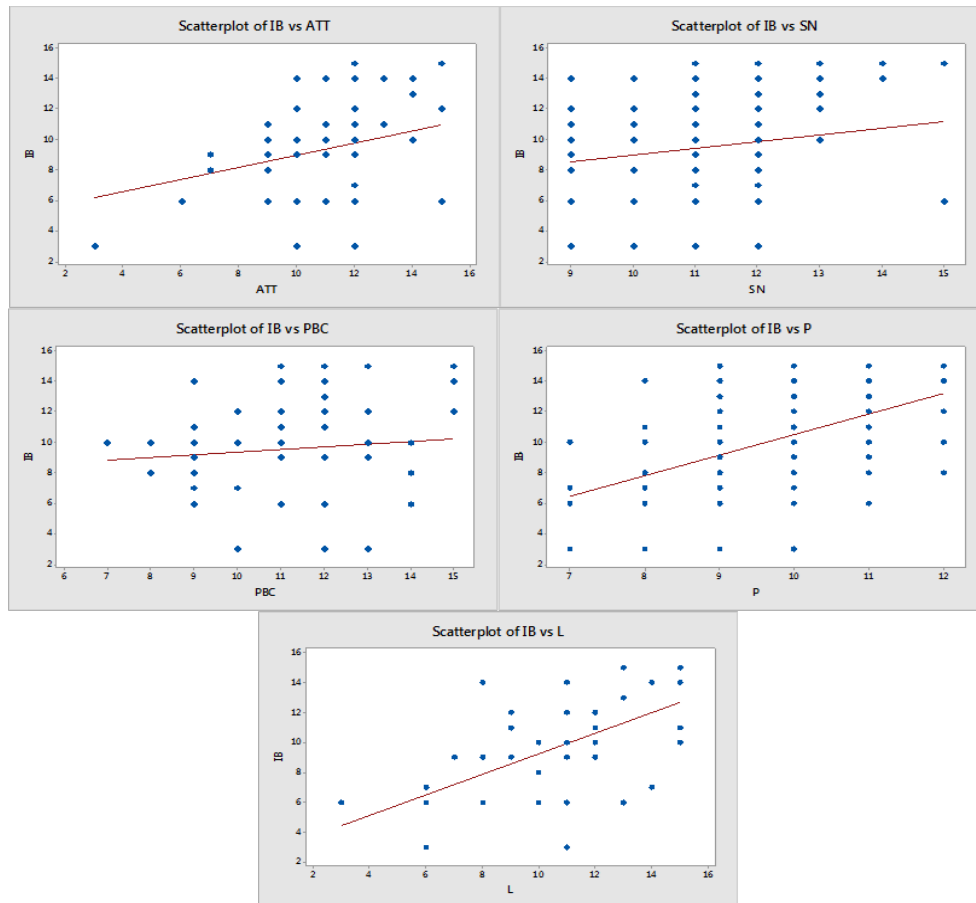 Scatterplot of IB vs ATT
16
14
12
10
8
6
4
2
IB
2 4 6 8 10 12 14 16
ATT
Scatterplot of IB vs SN
16
14
12
10
8
6
4
2
IB
9 10 11 12 13 14 15
SN
Scatterplot of IB vs PBC
16
14
12
10
8
6
4
2
IB
6 7 8 9 10 11 12 13 14 15
PBC
Scatterplot of IB vs P
16
14
12
10
8
6
4
2
IB
7 8 9 10 11 12
P
Scatterplot of IB vs L
16
14
12
10
8
6
4
2
IB
2 4 6 8 10 12 14 16
L